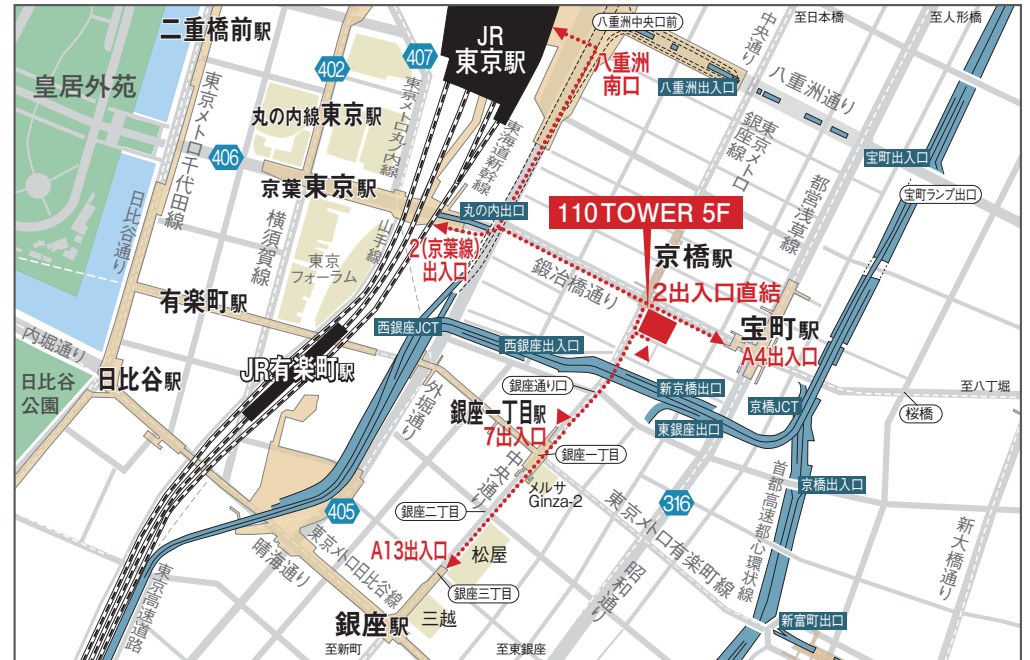 二重橋前駅
407
JR
東京駅
八重洲中央口前
至日本橋
至人形橋
中央通り
402
八重洲
南口
八重洲出入口
八重洲通り
皇居外苑
東京メトロ千代田線
東京メトロ丸ノ内線
丸の内線東京駅
東海道新幹線
東京メトロ
銀座線
宝町出入口
406
京葉東京駅
都営浅草線
宝町ランプ出口
丸の内出口
110 TOWER 5F
日比谷通り
横須賀線
山手線
2(京葉線)
出入口
京橋駅
東京
フォーラム
鍛冶橋通り
2出入口直結
有楽町駅
西銀座JCT
宝町駅
A4出入口
内堀通り
西銀座出入口
JR有楽町駅
日比谷駅
日比谷
公園
外堀通り
銀座通り口
新京橋出口
京橋JCT
至八丁堀
桜橋
銀座一丁目駅
7出入口
東銀座出口
銀座一丁目
中央通り
メルサ
Ginza-2
京橋出入口
405
銀座二丁目
316
首都高速都心環状線
新大橋通り
東京メトロ有楽町線
東京メトロ日比谷線
晴海通り
A13出入口
松屋
昭和通り
東京高速道路
銀座三丁目
三越
新富町出口
銀座駅
至新町
至東銀座